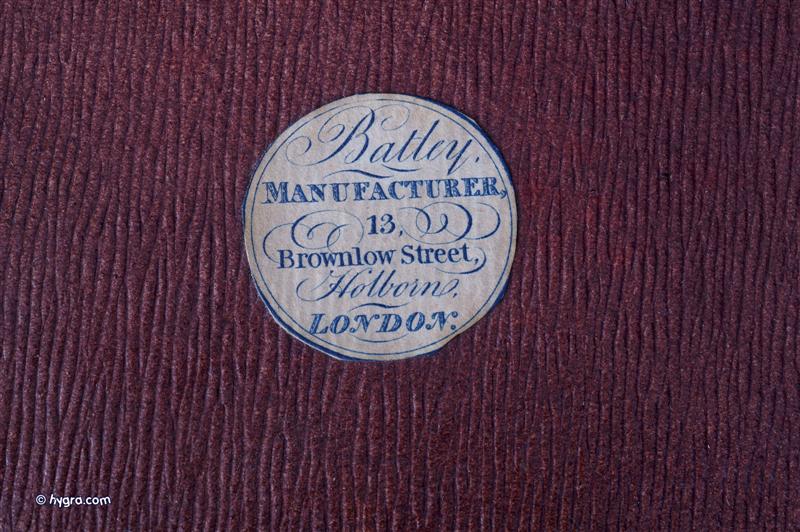 Batley.
MANUFACTURER,
13,
Brownlow Street,
Holborn.
LONDON.
© hygra.com